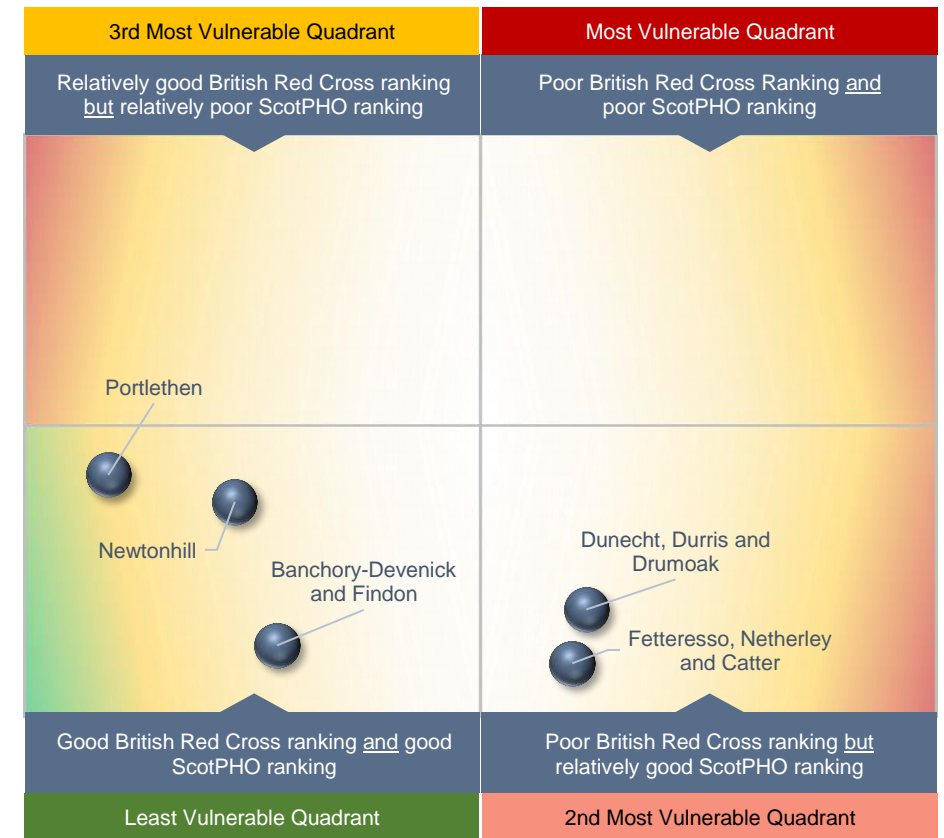 3rd Most Vulnerable Quadrant
Most Vulnerable Quadrant
Relatively good British Red Cross ranking
but relatively poor ScotPHO ranking
Poor British Red Cross Ranking and
poor ScotPHO ranking
Portlethen
Newtonhill
Banchory-Devenick
and Findon
Dunecht, Durris and
Drumoak
Fetteresso, Netherley
and Catter
Good British Red Cross ranking and good
ScotPHO ranking
Poor British Red Cross ranking but
relatively good ScotPHO ranking
Least Vulnerable Quadrant
2nd Most Vulnerable Quadrant